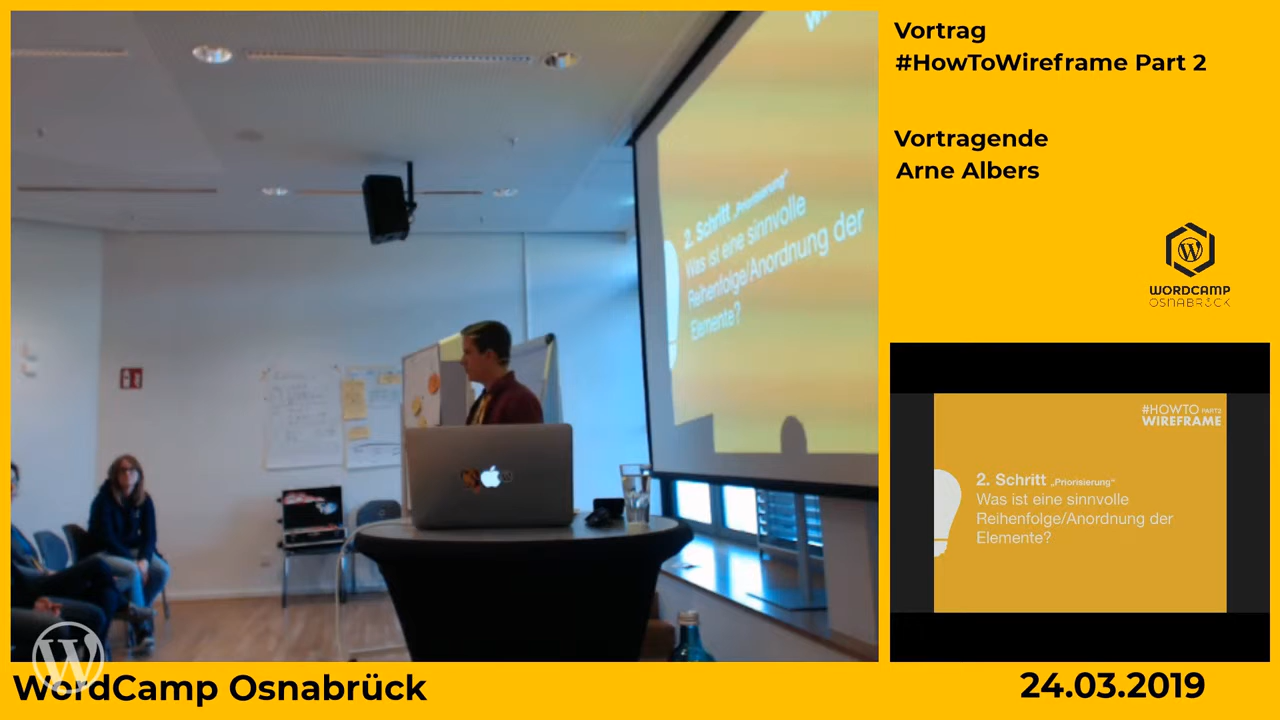 Vortrag
#HowToWireframe Part 2
Vortragende
Arne Albers
WORDCAMP
OSNABRÜCK
2. Schritt „Priorisierung“
Was ist eine sinnvolle
Reihenfolge/Anordnung der
Elemente?
#HOWTO PART2
WIREFRAME
2. Schritt „Priorisierung“
Was ist eine sinnvolle
Reihenfolge/Anordnung der
Elemente?
WordCamp Osnabrück
24.03.2019